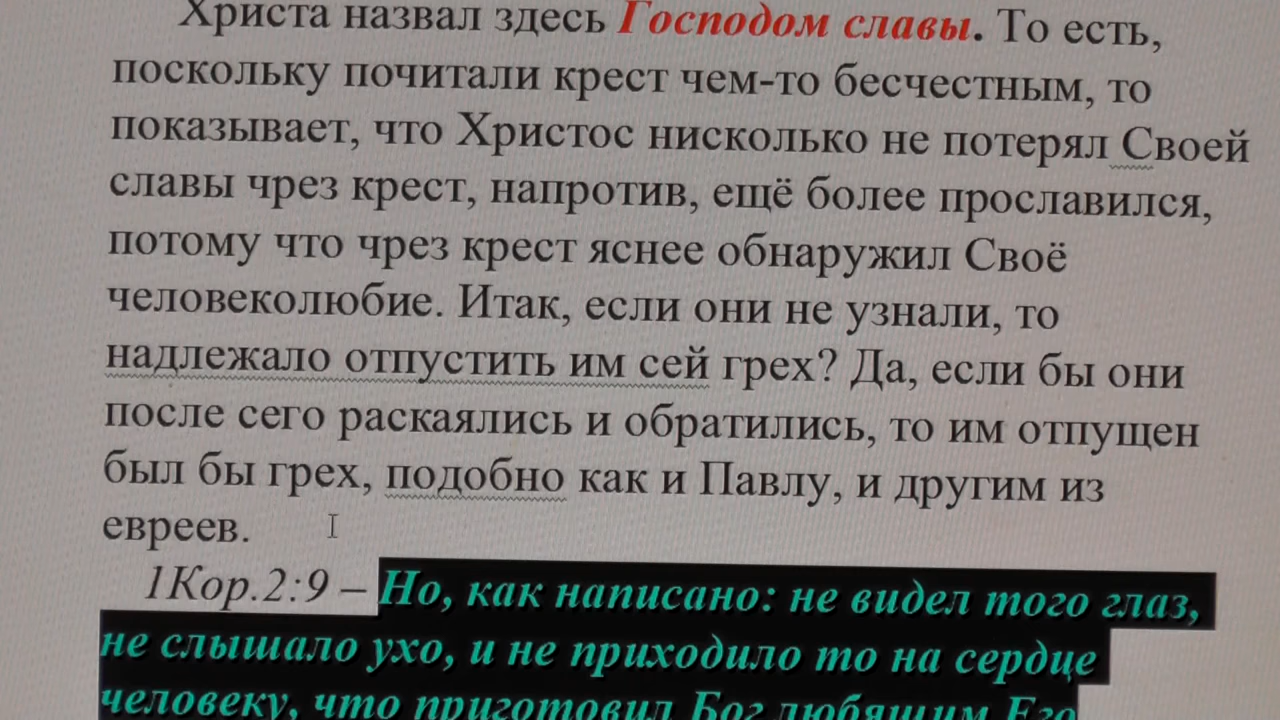 Христа назвал здесь Господом славы. То есть,
поскольку почитали крест чем-то бесчестным, то
показывает, что Христос нисколько не потерял Своей
славы чрез крест, напротив, ещё более прославился,
потому что чрез крест яснее обнаружил Своё
человеколюбие. Итак, если они не узнали, то
надлежало отпустить им сей грех? Да, если бы они
после сего раскаялись и обратились, то им отпущен
был бы грех, подобно как и Павлу, и другим из
евреев.
1Кор.2:9 – Но, как написано: не видел того глаз,
не слышало ухо, и не приходило то на сердце
человеку, что приготовил Бог любящим Его